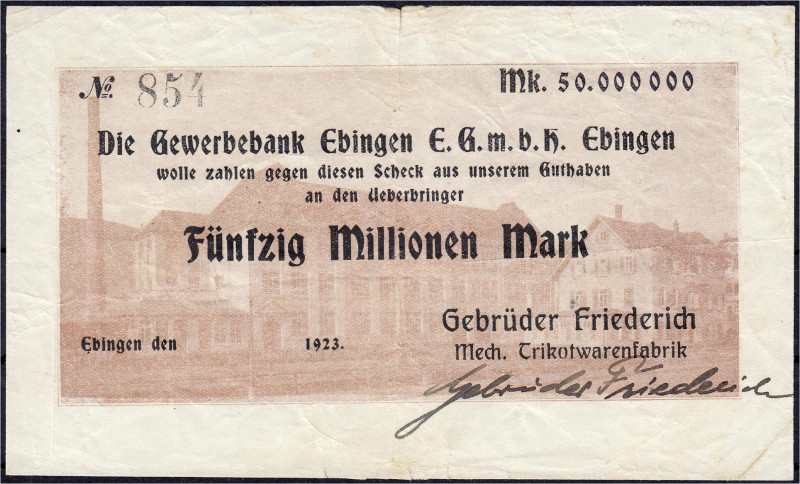 № 854 Mk. 50.000000
Die Gewerbebank Ebingen E.G.m.b.H. Ebingen
wolle zahlen gegen diesen Scheck aus unserem Guthaben
an den Ueberbringer
Fünfzig Millionen Mark
Gebrüder Friederich
Ebingen den 1923.
Mech. Trikotwarenfabrik
Gebrüder Friederich